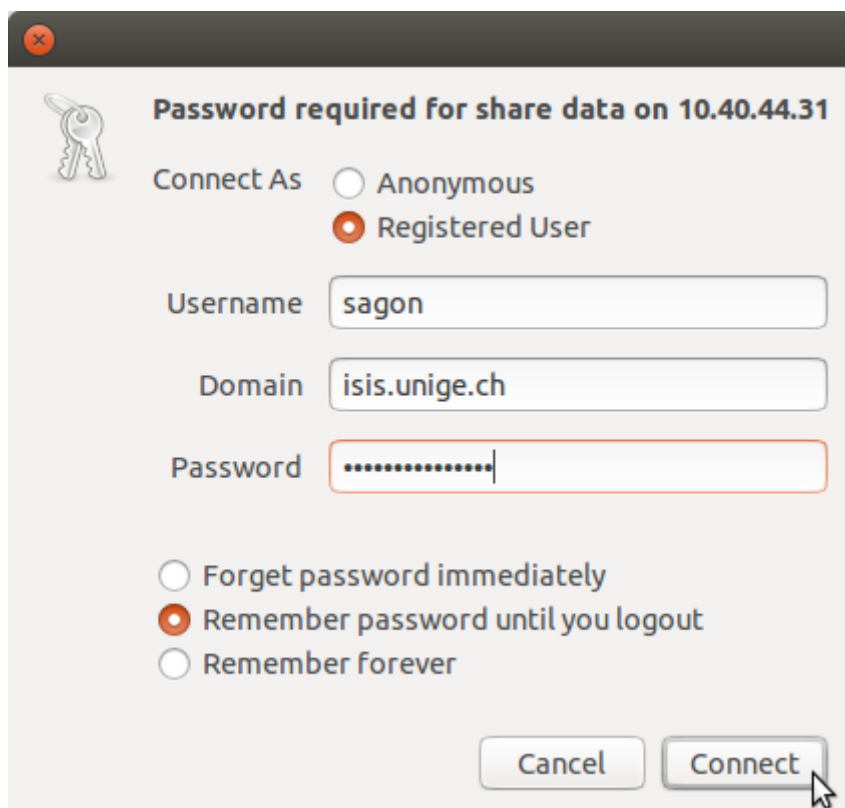 Password required for share data on 10.40.44.31
Connect As
Anonymous
Registered User
Username
sagon
Domain
isis.unige.ch
Password
•••••••••••••••
Forget password immediately
Remember password until you logout
Remember forever
Cancel
Connect